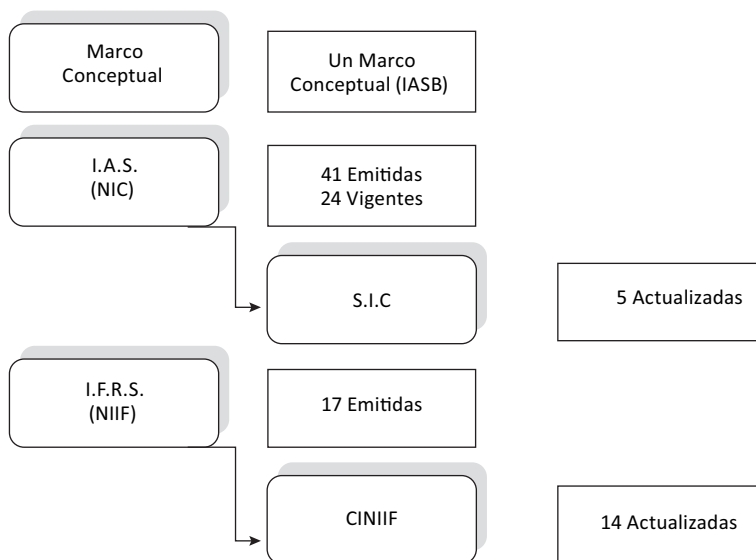 Marco
Conceptual
Un Marco
Conceptual (IASB)
I.A.S.
(NIC)
41 Emitidas
24 Vigentes
S.I.C
5 Actualizadas
I.F.R.S.
(NIIF)
17 Emitidas
CINIIF
14 Actualizadas